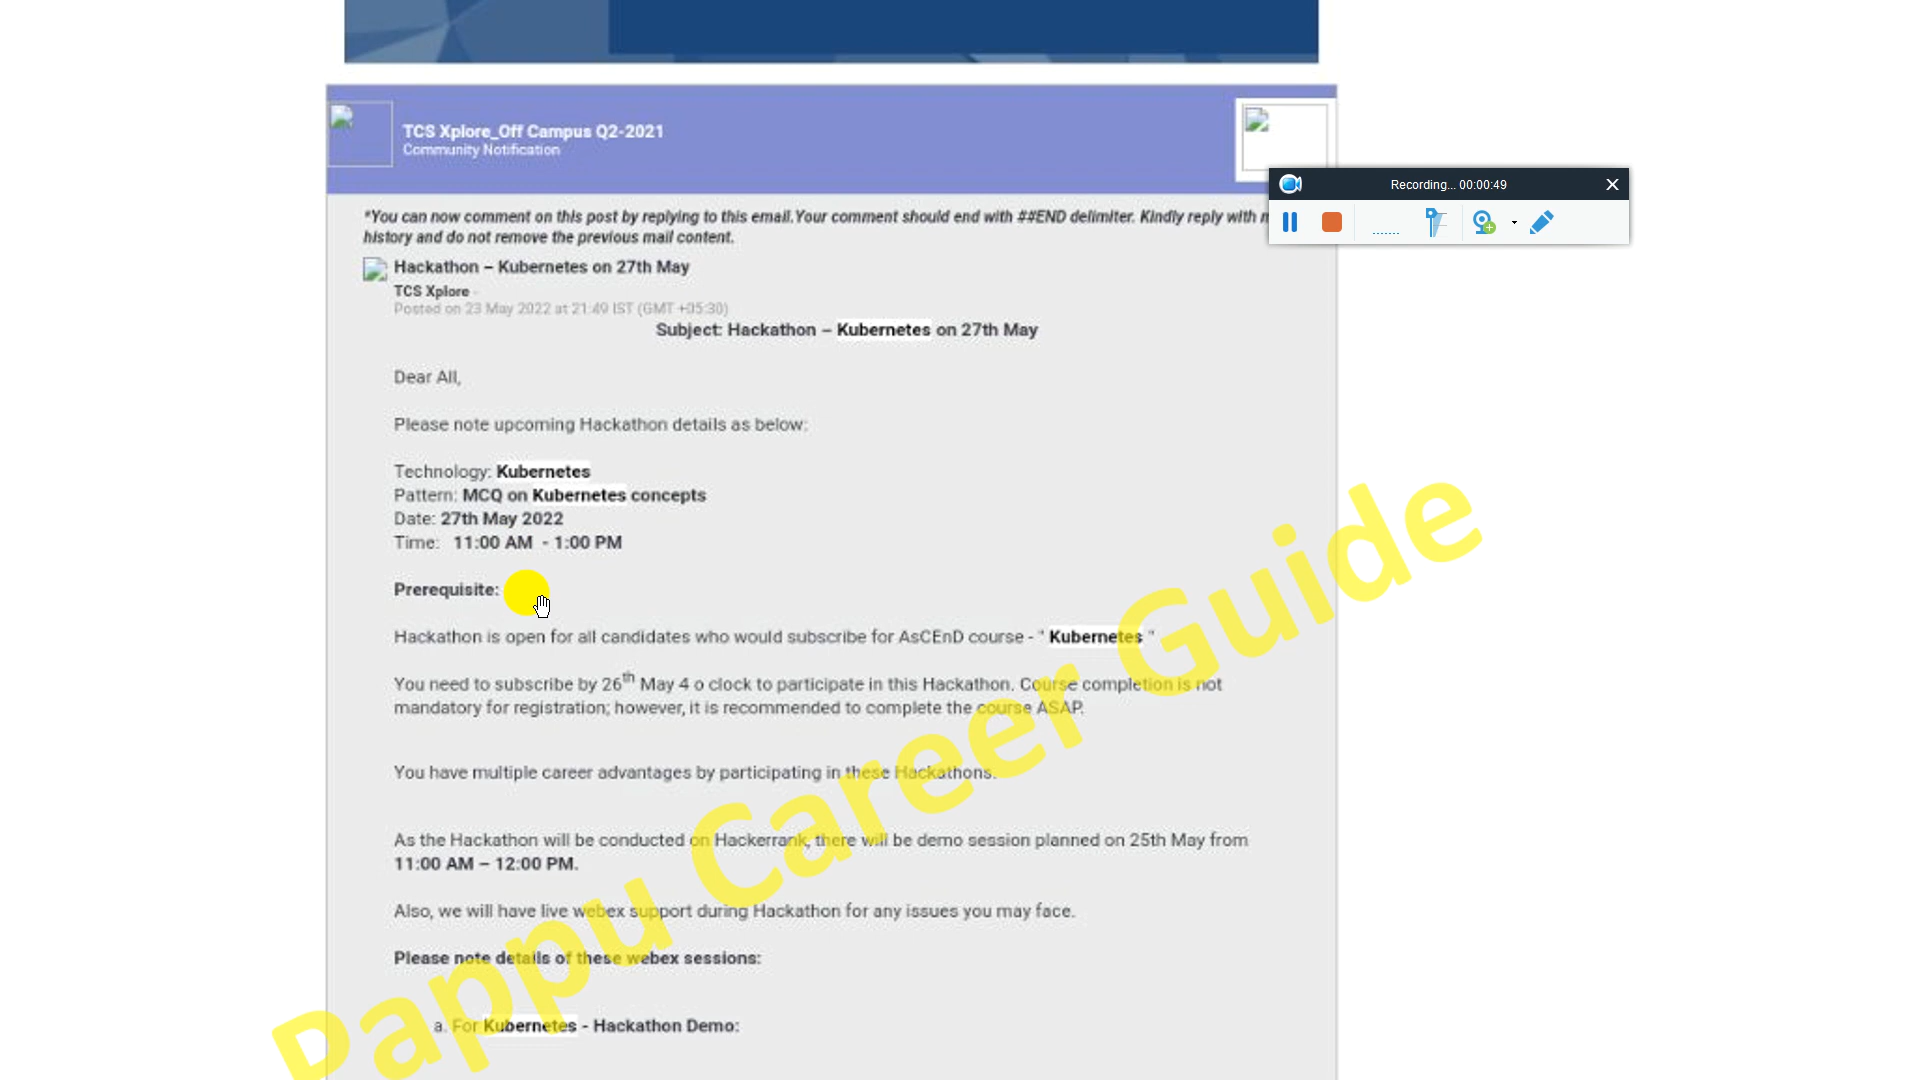 TCS Xplore_Off Campus Q2-2021
Community Notification
Recording... 00:00:49
*You can now comment on this post by replying to this email.Your comment should end with ##END delimiter. Kindly reply with
history and do not remove the previous mail content.
Hackathon – Kubernetes on 27th May
TCS Xplore
Posted on 23 May 2022 at 21:49 IST (GMT +05:30)
Subject: Hackathon – Kubernetes on 27th May
Dear All,
Please note upcoming Hackathon details as below:
Technology: Kubernetes
Pattern: MCQ on Kubernetes concepts
Date: 27th May 2022
Time: 11:00 AM - 1:00 PM
Prerequisite:
Hackathon is open for all candidates who would subscribe for AsCEnD course - " Kubernetes "
You need to subscribe by 26th May 4 o clock to participate in this Hackathon. Course completion is not
mandatory for registration; however, it is recommended to complete the course ASAP.
You have multiple career advantages by participating in these Hackathons.
As the Hackathon will be conducted on Hackerrank, there will be demo session planned on 25th May from
11:00 AM – 12:00 PM.
Also, we will have live webex support during Hackathon for any issues you may face.
Please note details of these webex sessions:
a. For Kubernetes - Hackathon Demo:
Pappu Career Guide